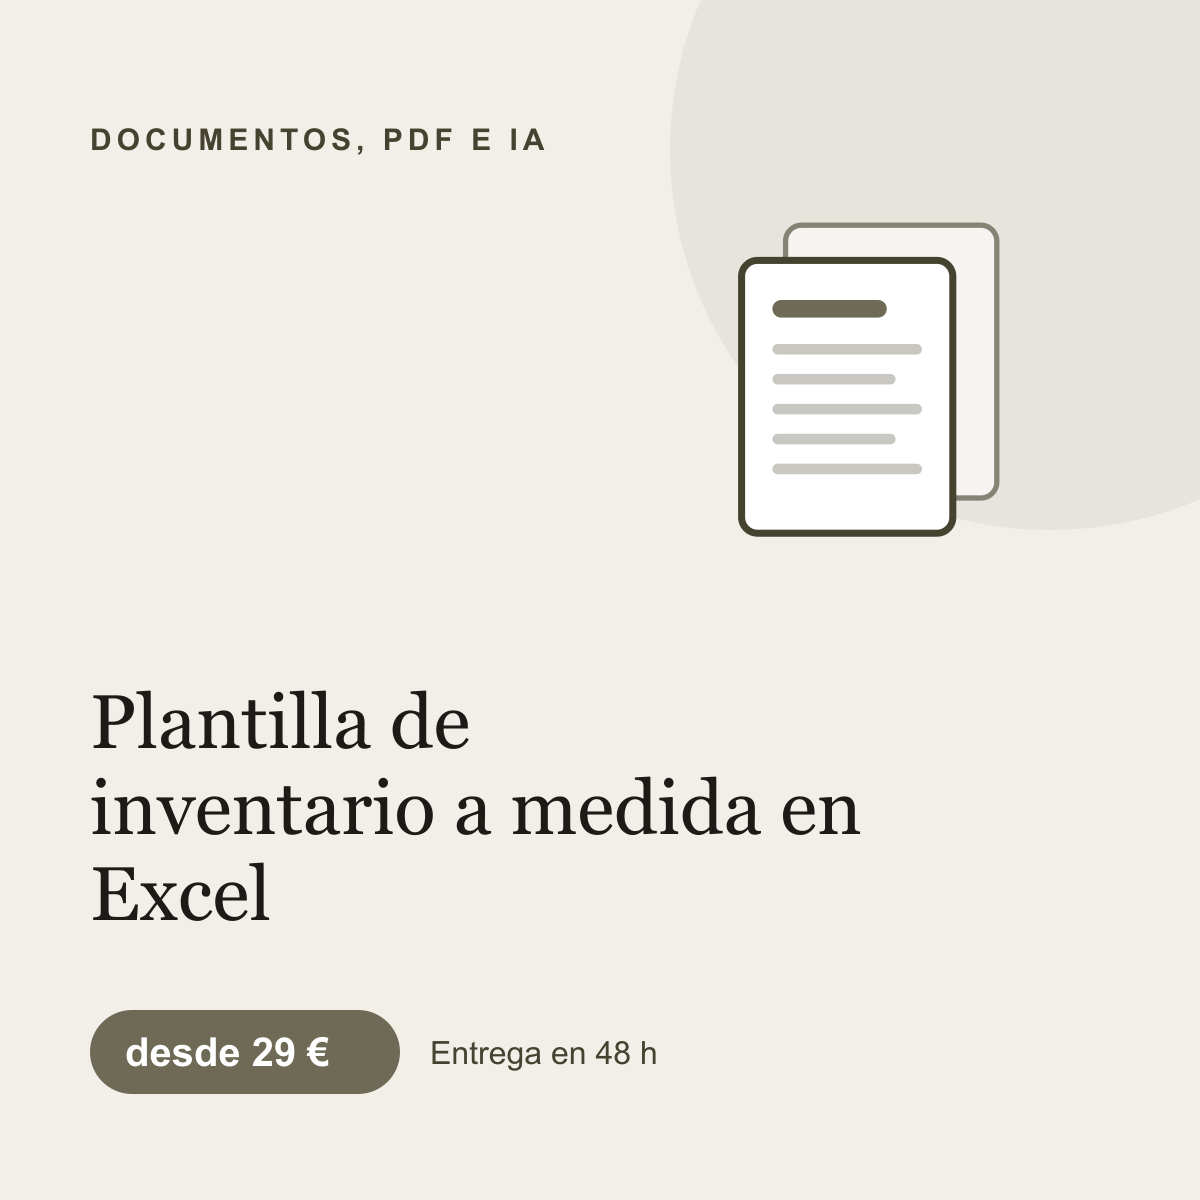 DOCUMENTOS, PDF E IA
Plantilla de
inventario a medida en
Excel
desde 29 €
Entrega en 48 h